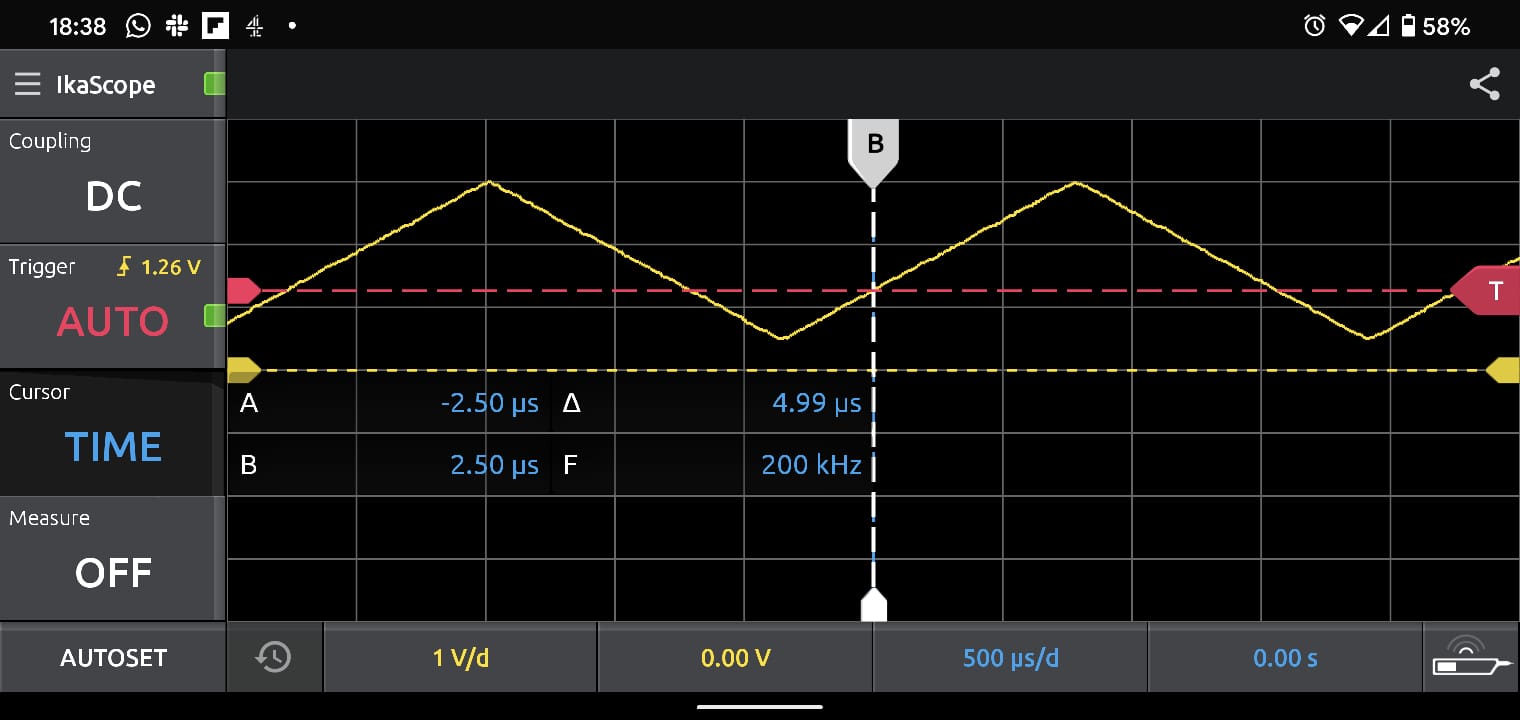 18:38
58%
IkaScope
Coupling
DC
Trigger 1.26 V
AUTO
Cursor
TIME
Measure
OFF
AUTOSET
B
T
A -2.50 µs Δ 4.99 µs
B 2.50 µs F 200 kHz
1 V/d 0.00 V 500 µs/d 0.00 s